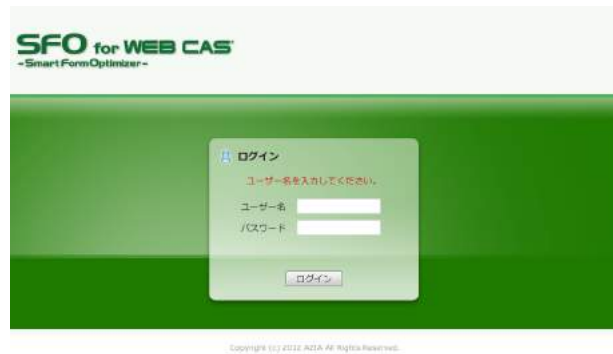 SFO for WEB CAS
-Smart Form Optimizer-
ログイン
ユーザー名を入力してください。
ユーザー名
パスワード
ログイン
Copyright (c) 2012 AZIA All Rights Reserved.